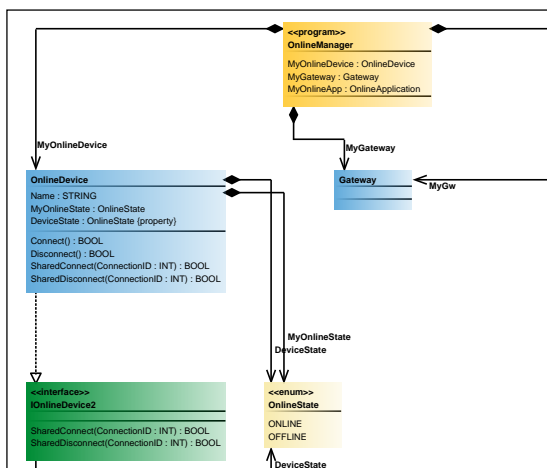 <<program>>
OnlineManager
MyOnlineDevice : OnlineDevice
MyGateway : Gateway
MyOnlineApp : OnlineApplication
MyOnlineDevice
MyGateway
OnlineDevice
Name : STRING
MyOnlineState : OnlineState
DeviceState : OnlineState {property}
Connect() : BOOL
Disconnect() : BOOL
SharedConnect(ConnectionID : INT) : BOOL
SharedDisconnect(ConnectionID : INT) : BOOL
Gateway
MyGw
MyOnlineState
DeviceState
<<interface>>
IOnlineDevice2
SharedConnect(ConnectionID : INT) : BOOL
SharedDisconnect(ConnectionID : INT) : BOOL
<<enum>>
OnlineState
ONLINE
OFFLINE
DeviceState